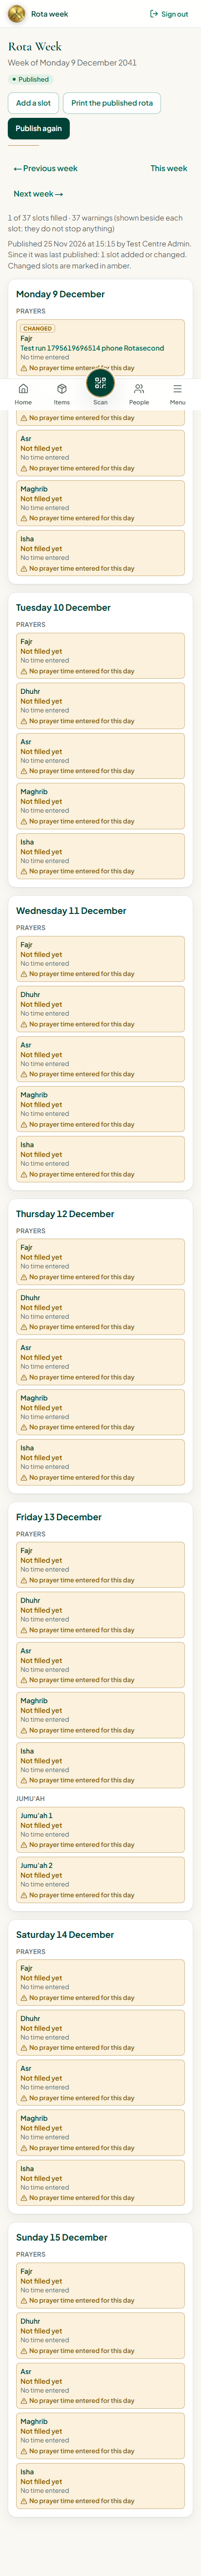 Rota week
Sign out
Rota Week
Week of Monday 9 December 2041
Published
Add a slot
Print the published rota
Publish again
← Previous week
This week
Next week →
1 of 37 slots filled · 37 warnings (shown beside each
slot; they do not stop anything)
Published 25 Nov 2026 at 15:15 by Test Centre Admin.
Since it was last published: 1 slot added or changed.
Changed slots are marked in amber.
Monday 9 December
PRAYERS
CHANGED
Fajr
Test run 1795619696514 phone Rotasecond
No time entered
No prayer time entered for this day
Home
Items
Scan
People
Menu
No prayer time entered for this day
Asr
Not filled yet
No time entered
No prayer time entered for this day
Maghrib
Not filled yet
No time entered
No prayer time entered for this day
Isha
Not filled yet
No time entered
No prayer time entered for this day
Tuesday 10 December
PRAYERS
Fajr
Not filled yet
No time entered
No prayer time entered for this day
Dhuhr
Not filled yet
No time entered
No prayer time entered for this day
Asr
Not filled yet
No time entered
No prayer time entered for this day
Maghrib
Not filled yet
No time entered
No prayer time entered for this day
Isha
Not filled yet
No time entered
No prayer time entered for this day
Wednesday 11 December
PRAYERS
Fajr
Not filled yet
No time entered
No prayer time entered for this day
Dhuhr
Not filled yet
No time entered
No prayer time entered for this day
Asr
Not filled yet
No time entered
No prayer time entered for this day
Maghrib
Not filled yet
No time entered
No prayer time entered for this day
Isha
Not filled yet
No time entered
No prayer time entered for this day
Thursday 12 December
PRAYERS
Fajr
Not filled yet
No time entered
No prayer time entered for this day
Dhuhr
Not filled yet
No time entered
No prayer time entered for this day
Asr
Not filled yet
No time entered
No prayer time entered for this day
Maghrib
Not filled yet
No time entered
No prayer time entered for this day
Isha
Not filled yet
No time entered
No prayer time entered for this day
Friday 13 December
PRAYERS
Fajr
Not filled yet
No time entered
No prayer time entered for this day
Dhuhr
Not filled yet
No time entered
No prayer time entered for this day
Asr
Not filled yet
No time entered
No prayer time entered for this day
Maghrib
Not filled yet
No time entered
No prayer time entered for this day
Isha
Not filled yet
No time entered
No prayer time entered for this day
JUMU'AH
Jumu'ah 1
Not filled yet
No time entered
No prayer time entered for this day
Jumu'ah 2
Not filled yet
No time entered
No prayer time entered for this day
Saturday 14 December
PRAYERS
Fajr
Not filled yet
No time entered
No prayer time entered for this day
Dhuhr
Not filled yet
No time entered
No prayer time entered for this day
Asr
Not filled yet
No time entered
No prayer time entered for this day
Maghrib
Not filled yet
No time entered
No prayer time entered for this day
Isha
Not filled yet
No time entered
No prayer time entered for this day
Sunday 15 December
PRAYERS
Fajr
Not filled yet
No time entered
No prayer time entered for this day
Dhuhr
Not filled yet
No time entered
No prayer time entered for this day
Asr
Not filled yet
No time entered
No prayer time entered for this day
Maghrib
Not filled yet
No time entered
No prayer time entered for this day
Isha
Not filled yet
No time entered
No prayer time entered for this day